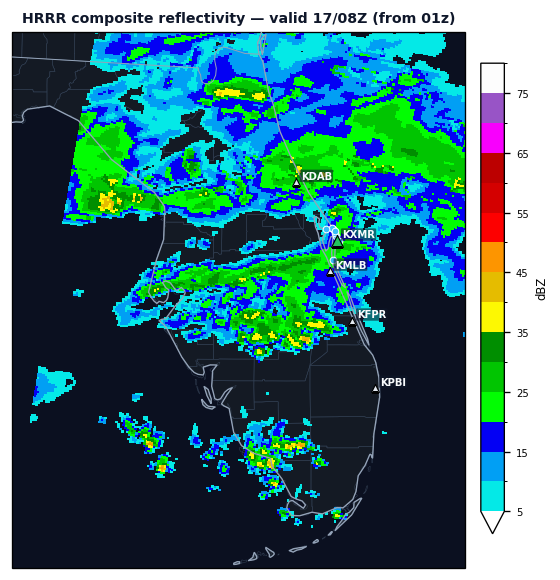 HRRR composite reflectivity — valid 17/08Z (from 01z)
KDAB
KXMR
KMLB
KFPR
KPBI
75
65
55
45
35
25
15
5
dBZ